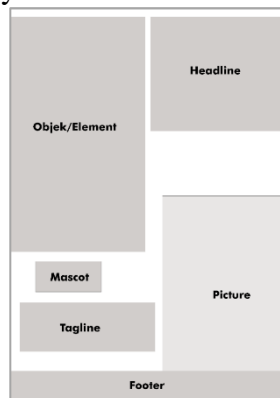 Headline
Objek/Element
Mascot
Picture
Tagline
Footer